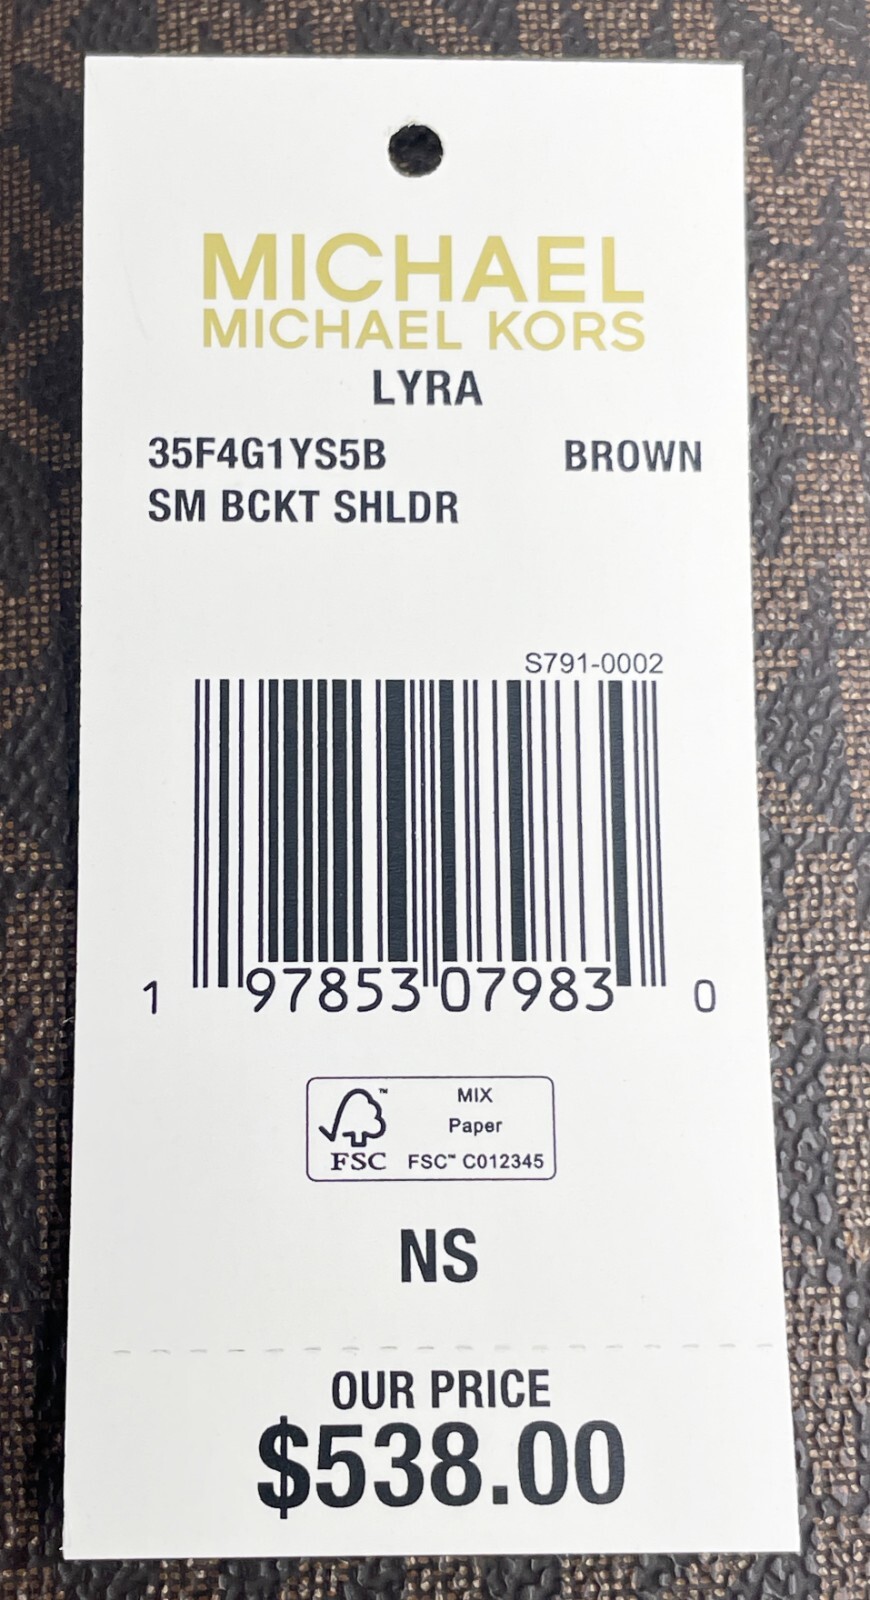 MICHAEL
MICHAEL KORS
LYRA
35F4G1YS5B BROWN
SM BCKT SHLDR
S791-0002
1 97853 07983 0
FSC
MIX
Paper
FSC™ C012345
NS
OUR PRICE
$538.00